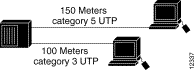 150 Meters
category 5 UTP
100 Meters
category 3 UTP
12337